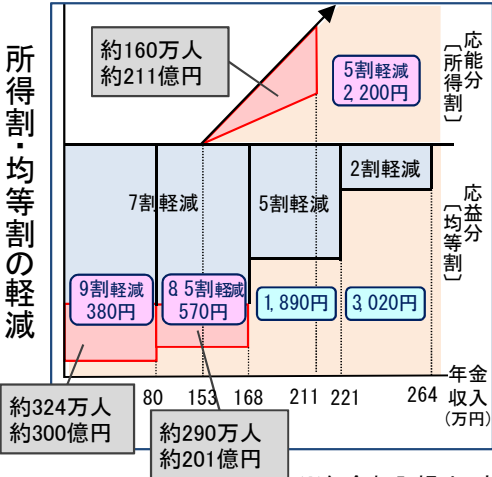 所得割・均等割の軽減
約160万人
約211億円
5割軽減
2,200円
応能分
〔所得割〕
7割軽減
5割軽減
2割軽減
応益分
〔均等割〕
9割軽減
380円
8.5割軽減
570円
1,890円
3,020円
80 153 168 211 221 264
年金
収入
(万円)
約324万人
約300億円
約290万人
約201億円